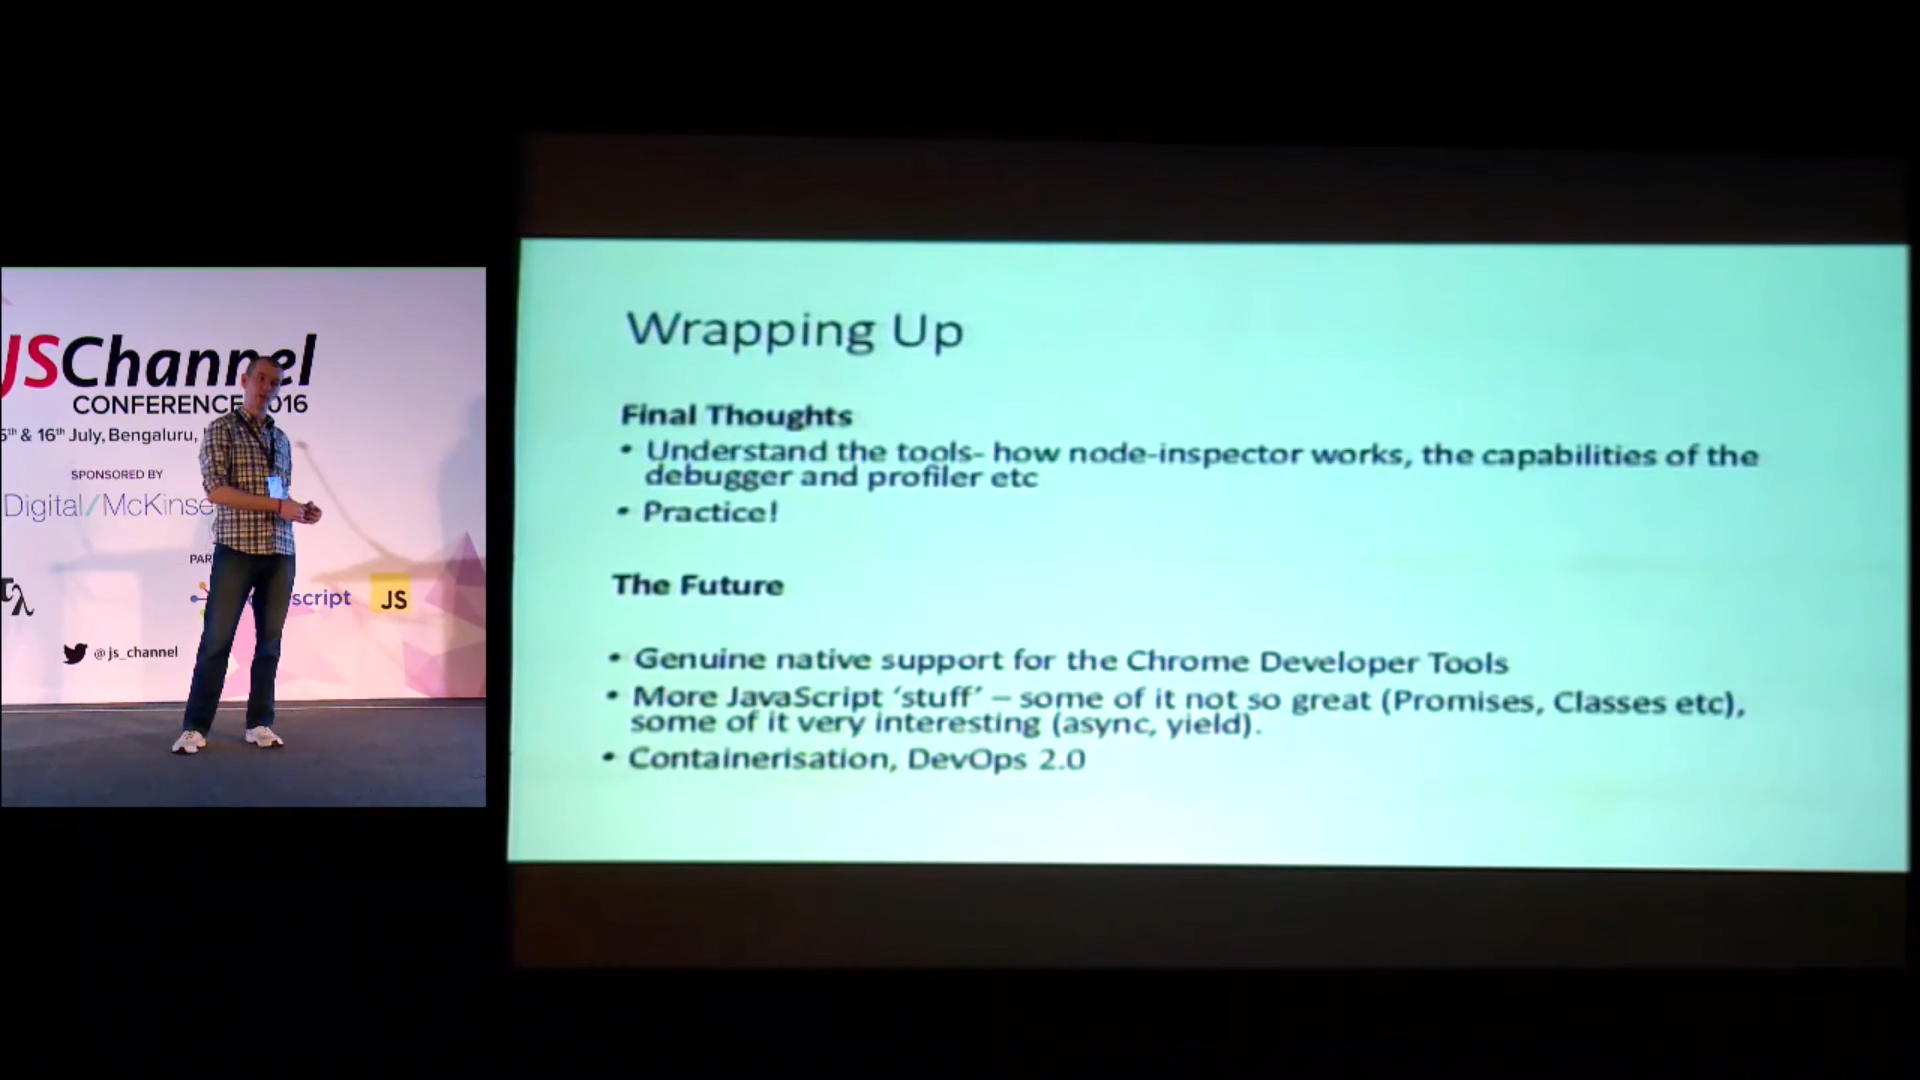 JSChannel
CONFERENCE 2016
th & 16th July, Bengaluru,
SPONSORED BY
Digital/McKinse
PAR
script
JS
@js_channel
Wrapping Up
Final Thoughts
• Understand the tools- how node-inspector works, the capabilities of the
debugger and profiler etc
• Practice!
The Future
• Genuine native support for the Chrome Developer Tools
• More JavaScript ‘stuff’ – some of it not so great (Promises, Classes etc),
some of it very interesting (async, yield).
• Containerisation, DevOps 2.0